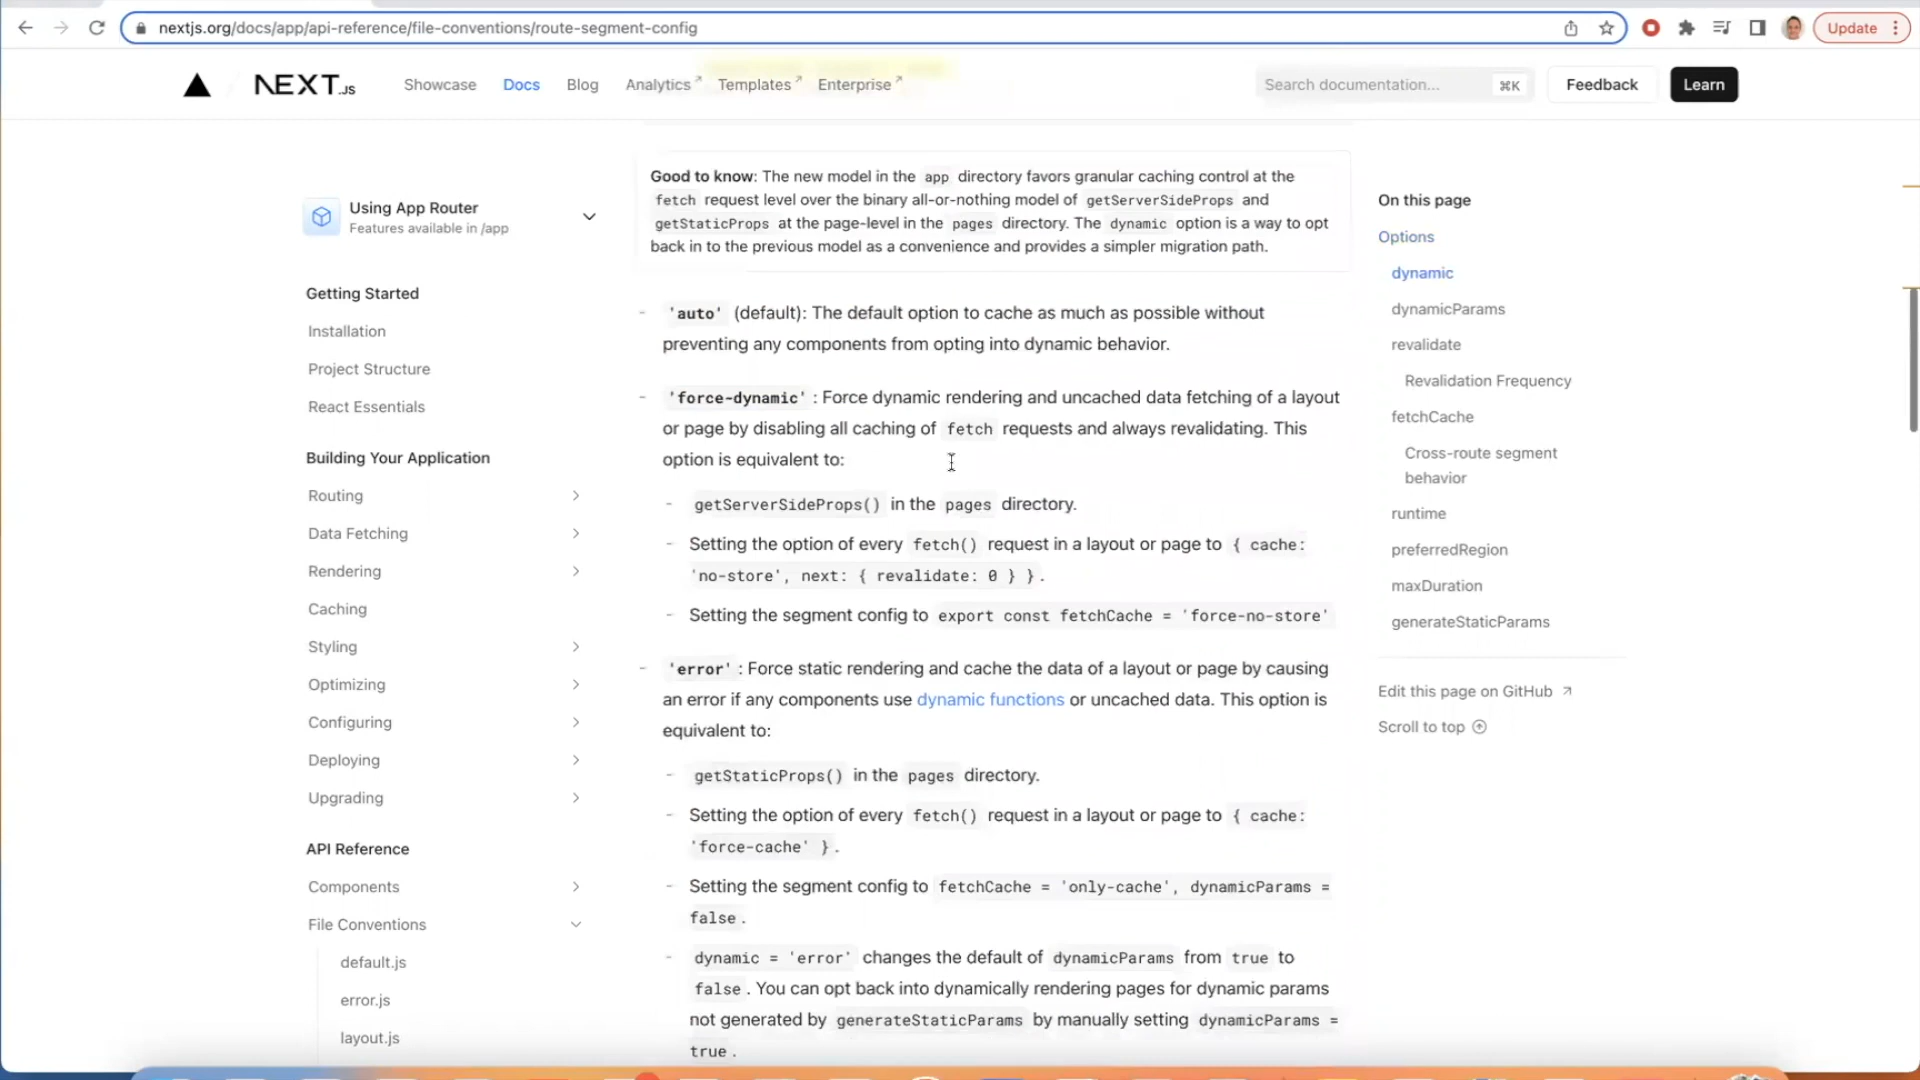 nextjs.org/docs/app/api-reference/file-conventions/route-segment-config
Update
NEXT.JS
Showcase
Docs
Blog
Analytics
Templates
Enterprise
Search documentation...
⌘K
Feedback
Learn
Using App Router
Features available in /app
Getting Started
Installation
Project Structure
React Essentials
Building Your Application
Routing
Data Fetching
Rendering
Caching
Styling
Optimizing
Configuring
Deploying
Upgrading
API Reference
Components
File Conventions
default.js
error.js
layout.js
Good to know: The new model in the app directory favors granular caching control at the
fetch request level over the binary all-or-nothing model of getServerSideProps and
getStaticProps at the page-level in the pages directory. The dynamic option is a way to opt
back in to the previous model as a convenience and provides a simpler migration path.
- 'auto' (default): The default option to cache as much as possible without
preventing any components from opting into dynamic behavior.
- 'force-dynamic' : Force dynamic rendering and uncached data fetching of a layout
or page by disabling all caching of fetch requests and always revalidating. This
option is equivalent to:
- getServerSideProps() in the pages directory.
- Setting the option of every fetch() request in a layout or page to { cache:
'no-store', next: { revalidate: 0 } } .
- Setting the segment config to export const fetchCache = 'force-no-store'
- 'error' : Force static rendering and cache the data of a layout or page by causing
an error if any components use dynamic functions or uncached data. This option is
equivalent to:
- getStaticProps() in the pages directory.
- Setting the option of every fetch() request in a layout or page to { cache:
'force-cache' } .
- Setting the segment config to fetchCache = 'only-cache', dynamicParams =
false .
- dynamic = 'error' changes the default of dynamicParams from true to
false . You can opt back into dynamically rendering pages for dynamic params
not generated by generateStaticParams by manually setting dynamicParams =
true .
On this page
Options
dynamic
dynamicParams
revalidate
Revalidation Frequency
fetchCache
Cross-route segment
behavior
runtime
preferredRegion
maxDuration
generateStaticParams
Edit this page on GitHub
Scroll to top